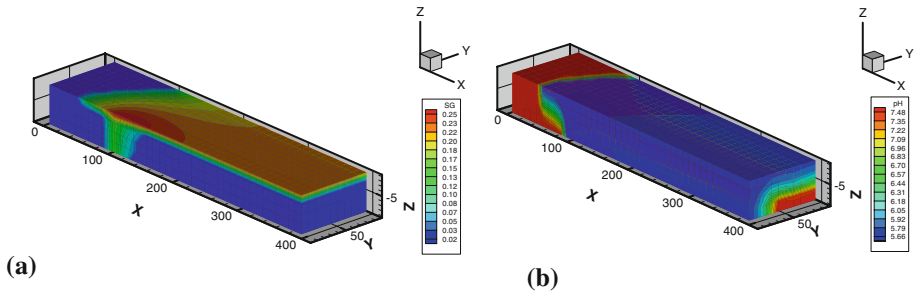 Z
Y
X
SG
0.25
0.23
0.22
0.20
0.18
0.17
0.15
0.13
0.12
0.10
0.08
0.07
0.05
0.03
0.02
0
100
200
300
400
X
50
Y
-5
Z
(a)
Z
Y
X
pH
7.48
7.35
7.22
7.09
6.96
6.83
6.70
6.57
6.44
6.31
6.18
6.05
5.92
5.79
5.66
0
100
200
300
400
X
50
Y
-5
Z
(b)